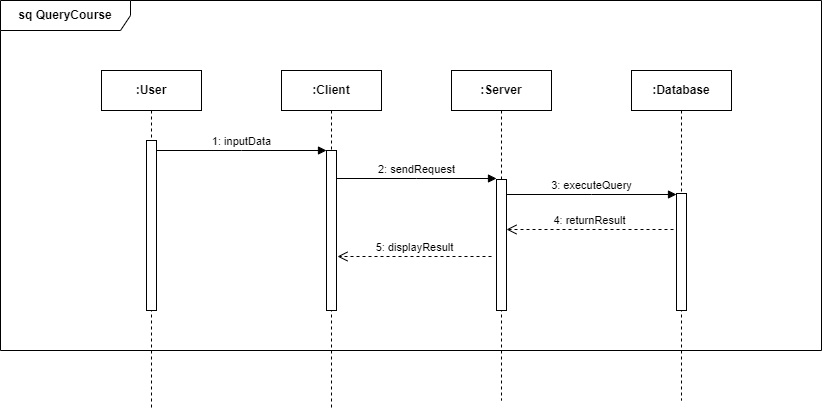 sq QueryCourse
:User
:Client
:Server
:Database
1: inputData
2: sendRequest
3: executeQuery
4: returnResult
5: displayResult